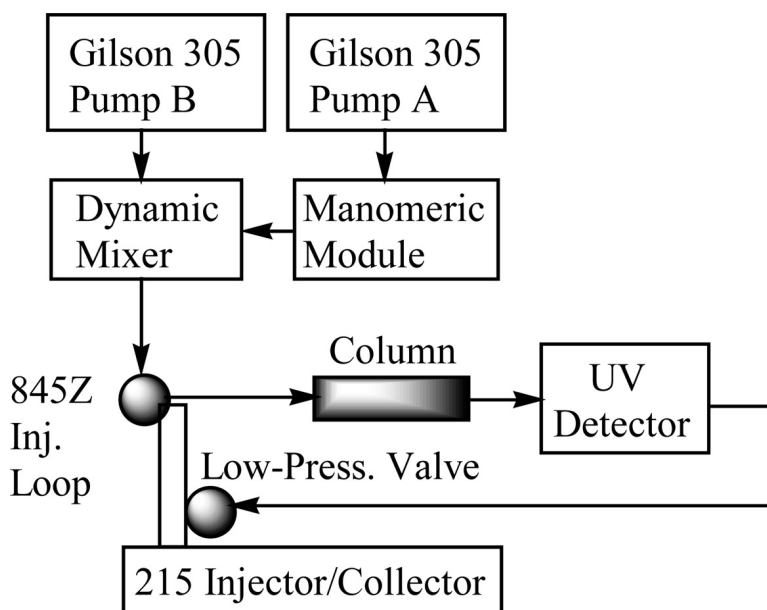 Gilson 305
Pump B
Gilson 305
Pump A
Dynamic
Mixer
Manomeric
Module
845Z
Inj.
Loop
Column
UV
Detector
Low-Press. Valve
215 Injector/Collector